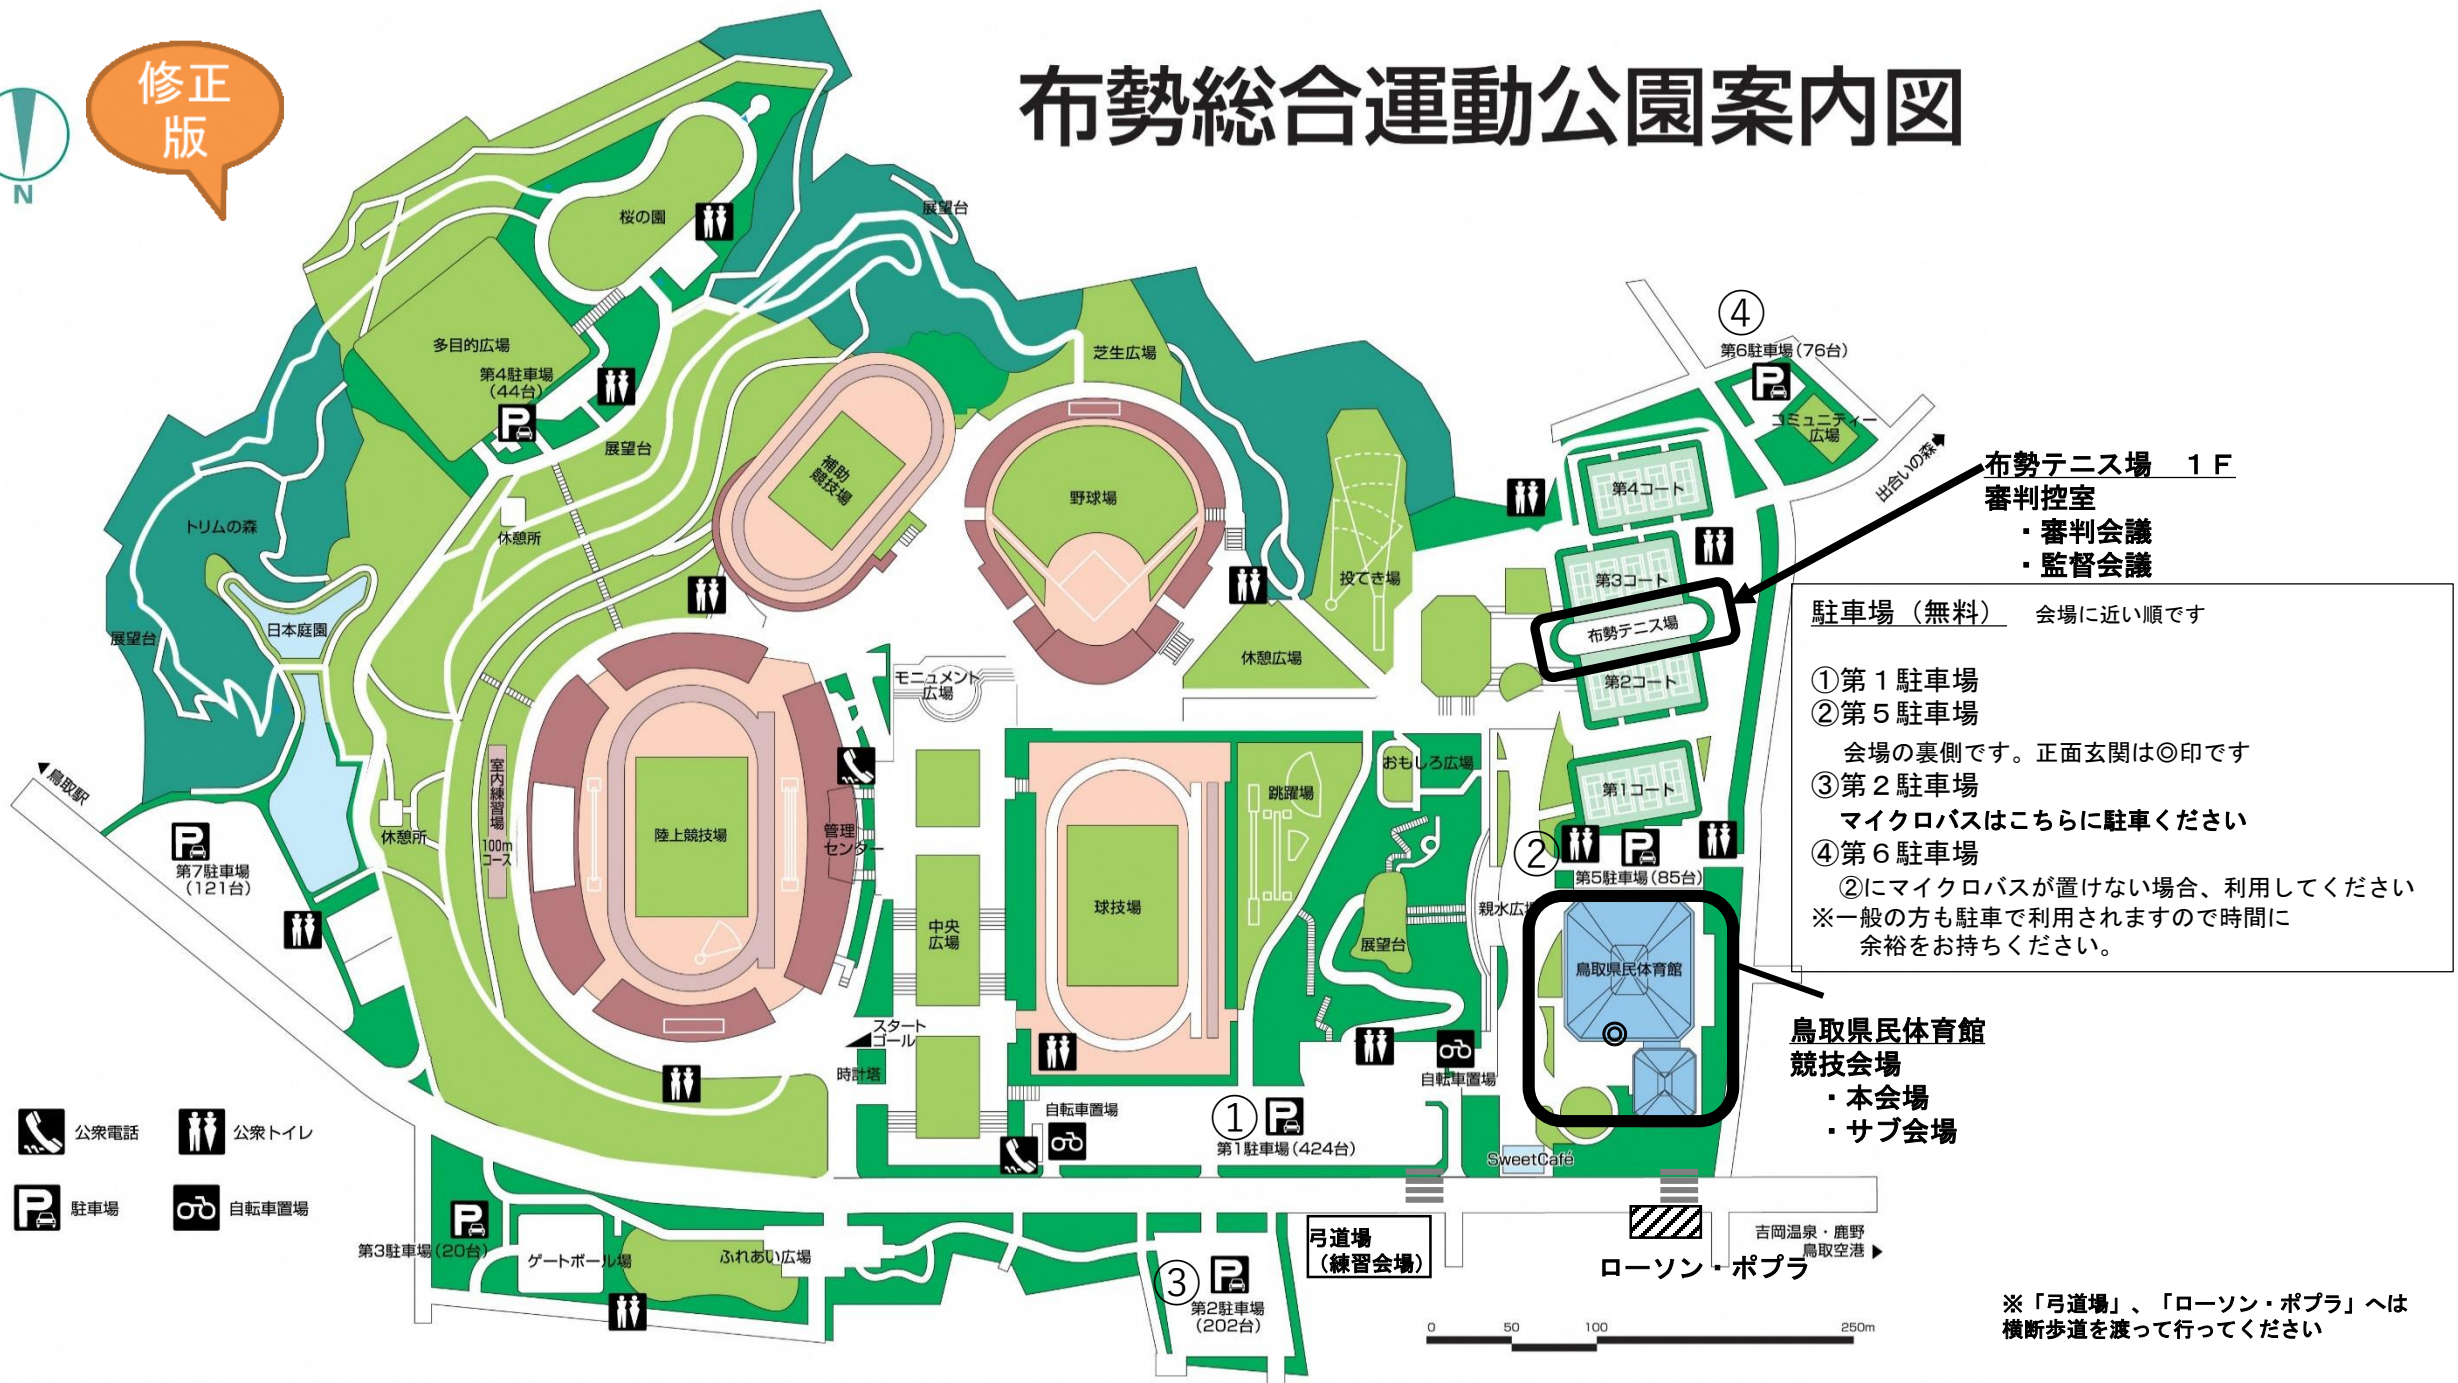 修正
版
布勢総合運動公園案内図
N
展望台
桜の園
多目的広場
第4駐車場
(44台)
展望台
芝生広場
④
第6駐車場(76台)
コミュニティー
広場
出合いの森
補助
競技場
野球場
投てき場
休憩広場
第4コート
第3コート
布勢テニス場
第2コート
第1コート
布勢テニス場 1F
審判控室
・審判会議
・監督会議
トリムの森
休憩所
日本庭園
展望台
モニュメント
広場
駐車場（無料） 会場に近い順です
①第１駐車場
②第５駐車場
会場の裏側です。正面玄関は◎印です
③第２駐車場
マイクロバスはこちらに駐車ください
④第６駐車場
②にマイクロバスが置けない場合、利用してください
※一般の方も駐車で利用されますので時間に
余裕をお持ちください。
鳥取駅
第7駐車場
(121台)
休憩所
室内練習場
100m
コース
陸上競技場
管理
センター
中央
広場
球技場
跳躍場
おもしろ広場
展望台
親水広場
②
第5駐車場(85台)
鳥取県民体育館
◎
鳥取県民体育館
競技会場
・本会場
・サブ会場
スタート
ゴール
時計塔
自転車置場
自転車置場
①
第1駐車場(424台)
SweetCafé
公衆電話
公衆トイレ
駐車場
自転車置場
第3駐車場(20台)
ゲートボール場
ふれあい広場
③
第2駐車場
(202台)
弓道場
（練習会場）
ローソン・ポプラ
吉岡温泉・鹿野
鳥取空港
0 50 100 250m
※「弓道場」、「ローソン・ポプラ」へは
横断歩道を渡って行ってください